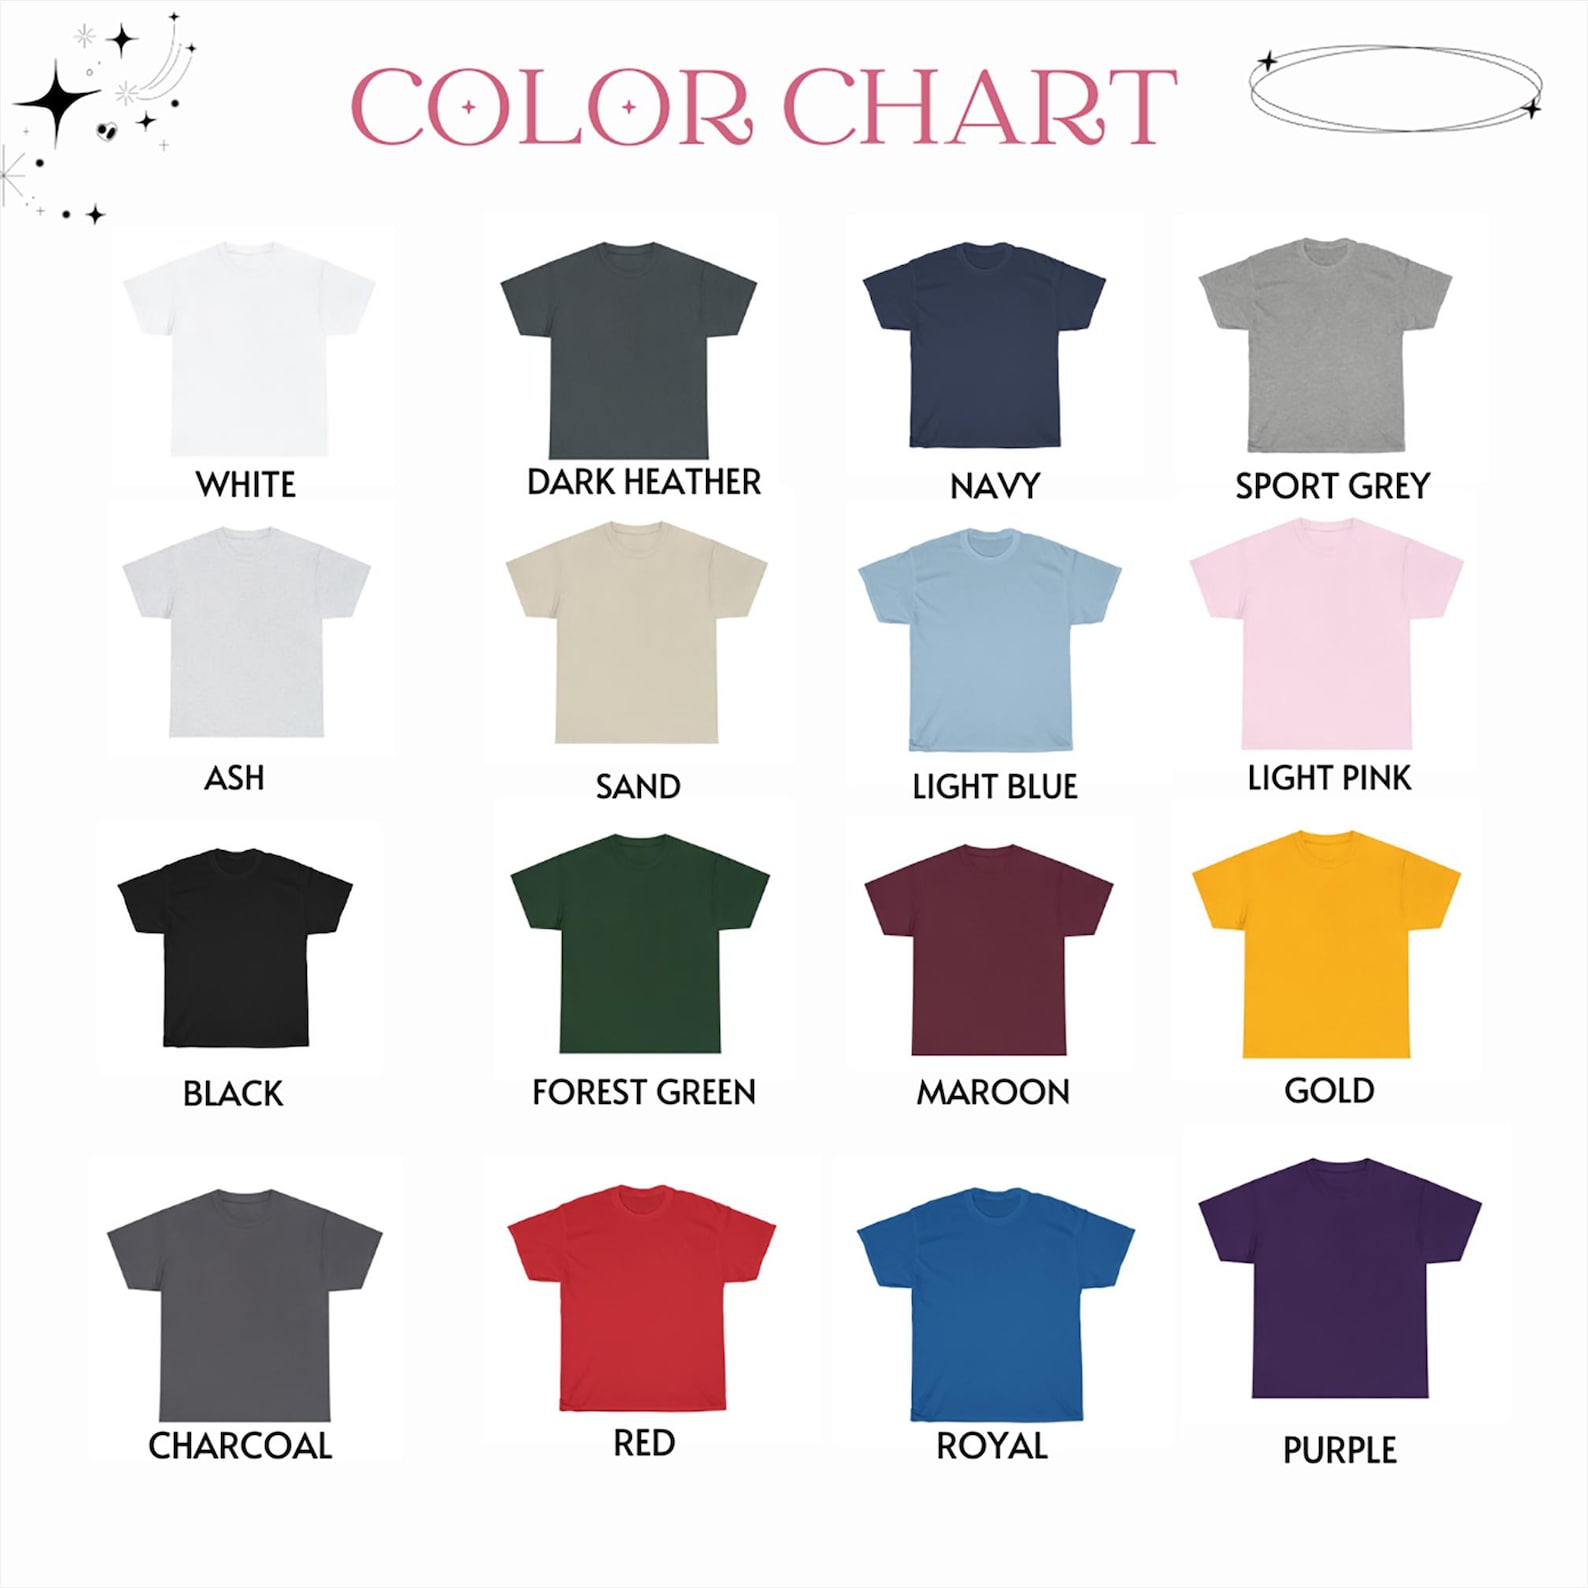 COLOR CHART
WHITE
DARK HEATHER
NAVY
SPORT GREY
ASH
SAND
LIGHT BLUE
LIGHT PINK
BLACK
FOREST GREEN
MAROON
GOLD
CHARCOAL
RED
ROYAL
PURPLE